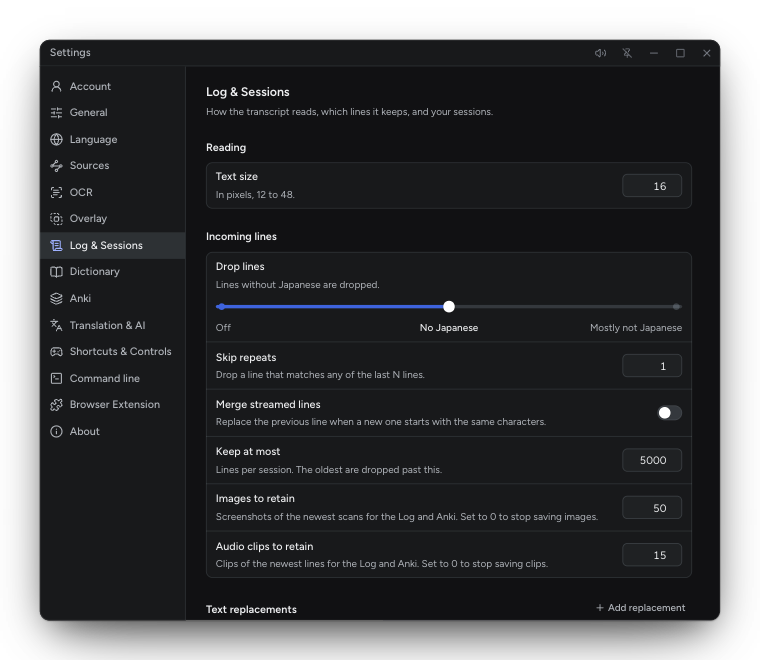 Settings
Account
General
Language
Sources
OCR
Overlay
Log & Sessions
Dictionary
Anki
Translation & AI
Shortcuts & Controls
Command line
Browser Extension
About
Log & Sessions
How the transcript reads, which lines it keeps, and your sessions.
Reading
Text size
In pixels, 12 to 48.
16
Incoming lines
Drop lines
Lines without Japanese are dropped.
Off No Japanese Mostly not Japanese
Skip repeats
Drop a line that matches any of the last N lines.
1
Merge streamed lines
Replace the previous line when a new one starts with the same characters.
Keep at most
Lines per session. The oldest are dropped past this.
5000
Images to retain
Screenshots of the newest scans for the Log and Anki. Set to 0 to stop saving images.
50
Audio clips to retain
Clips of the newest lines for the Log and Anki. Set to 0 to stop saving clips.
15
Text replacements
+ Add replacement